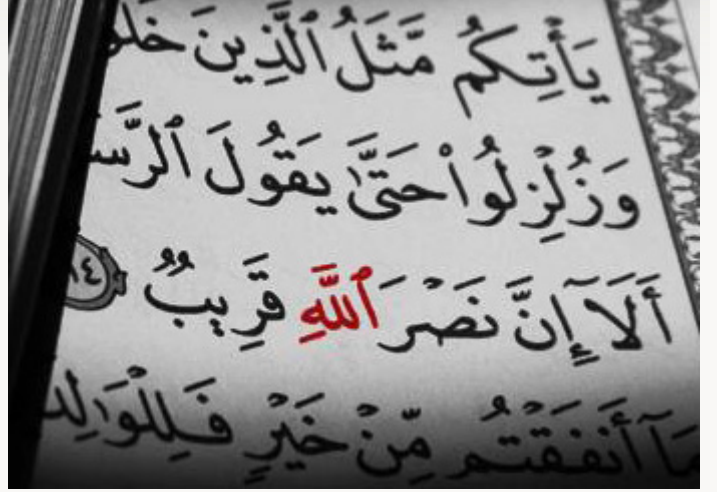 يَأْتِكُم مَّثَلُ ٱلَّذِينَ
وَزُلْزِلُوا۟ حَتَّىٰ يَقُولَ
أَلَآ إِنَّ نَصْرَ ٱللَّهِ قَرِيبٌ
أَنفَقْتُم مِّنْ خَيْرٍ